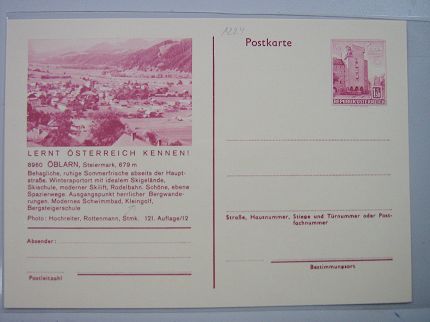 1224
Postkarte
REPUBLIK ÖSTERREICH
LERNT ÖSTERREICH KENNEN!
8960 ÖBLARN, Steiermark, 679 m
Behagliche, ruhige Sommerfrische abseits der Haupt-
straße. Wintersportort mit idealem Skigelände,
Skischule, moderner Skilift, Rodelbahn. Schöne, ebene
Spazierwege. Ausgangspunkt herrlicher Bergwande-
rungen. Modernes Schwimmbad, Kleingolf,
Bergsteigerschule
Photo: Hochreiter, Rottenmann, Stmk. 121. Auflage/12
Absender:
Postleitzahl
Straße, Hausnummer, Stiege und Türnummer oder Post-
fachnummer
Bestimmungsort